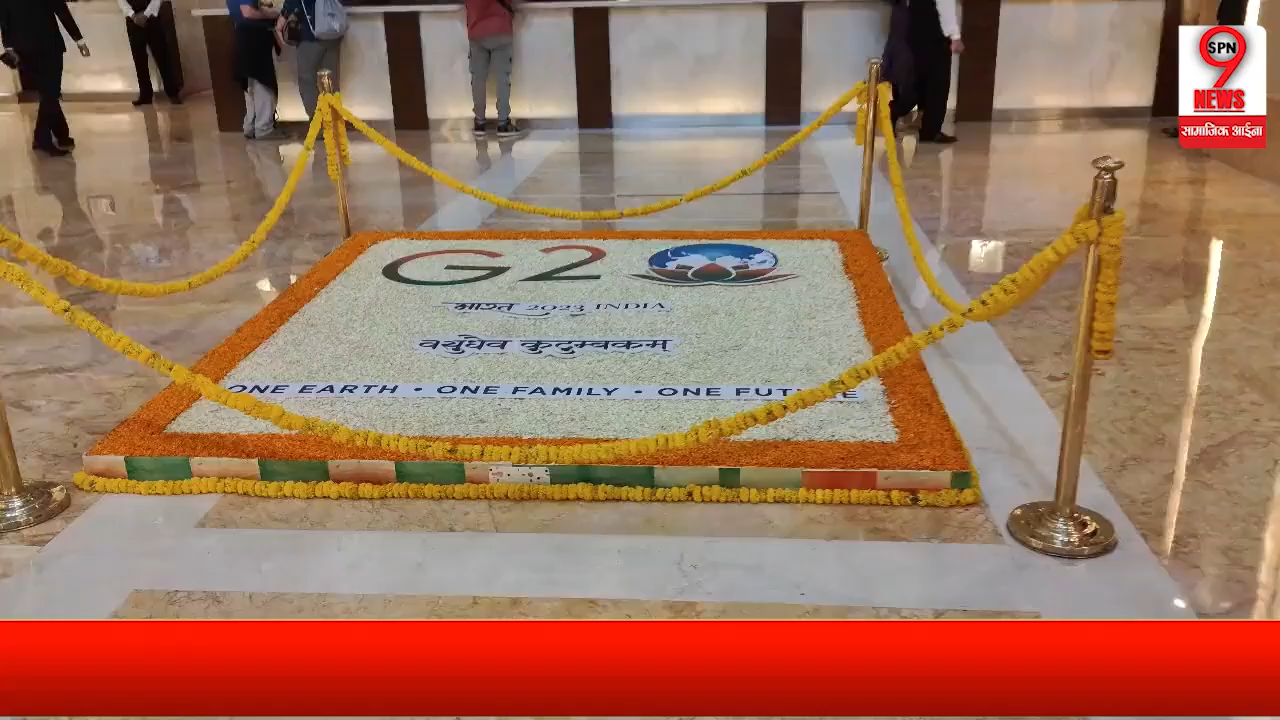 SPN
9
NEWS
सामाजिक आईना
G20
भारत 2023 INDIA
वसुधैव कुटुम्बकम्
ONE EARTH • ONE FAMILY • ONE FUTURE